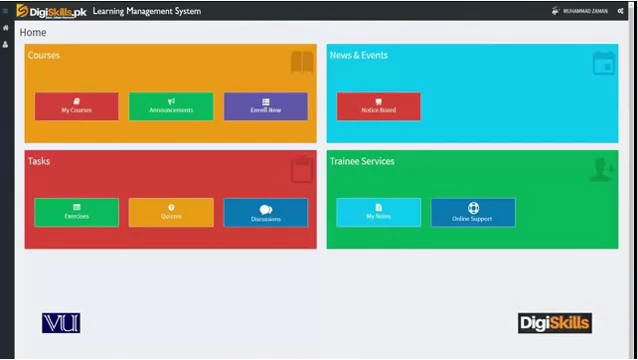 DigiSkills.pk Learning Management System
MUHAMMAD ZAMAN
Home
Courses
My Courses
Announcements
Enroll Now
News & Events
Notice Board
Tasks
Exercises
Quizzes
Discussions
Trainee Services
My Notes
Online Support
VU
DigiSkills